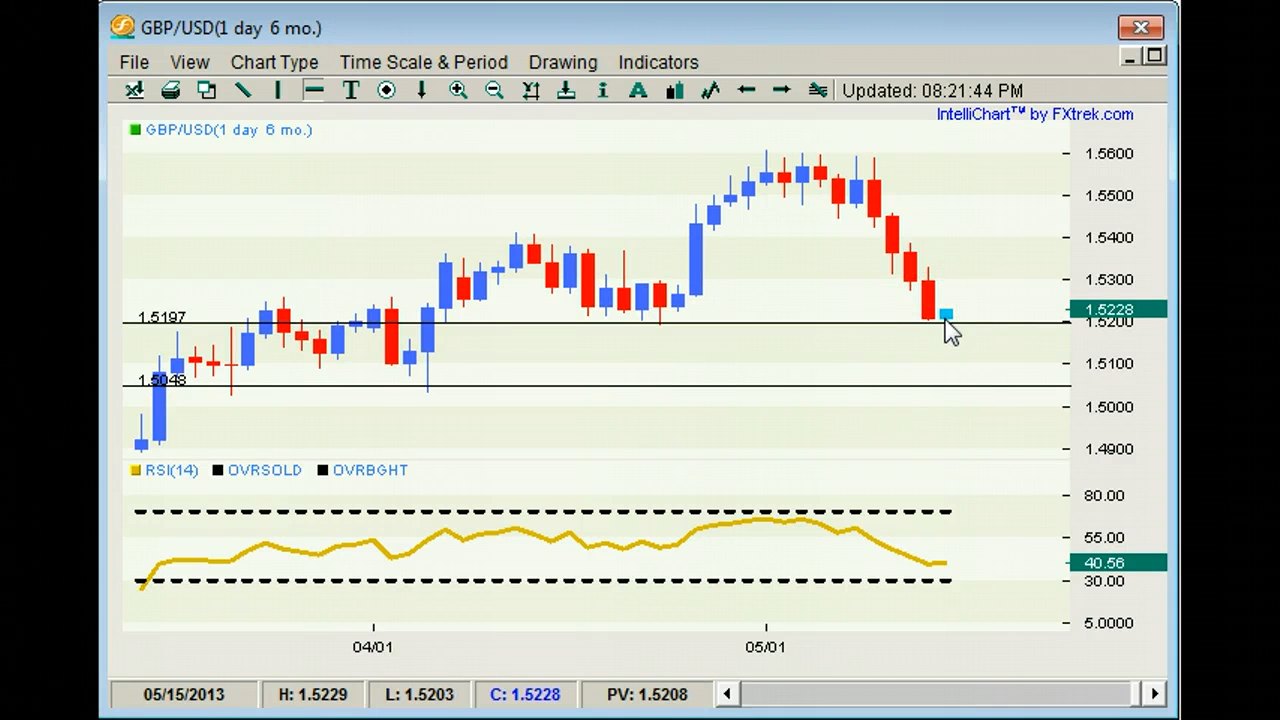 GBP/USD(1 day 6 mo.)
File View Chart Type Time Scale & Period Drawing Indicators
Updated: 08:21:44 PM
IntelliChart™ by FXtrek.com
GBP/USD(1 day 6 mo.)
1.5600
1.5500
1.5400
1.5300
1.5228
1.5197
1.5200
1.5100
1.5048
1.5000
1.4900
RSI(14) OVRSOLD OVRBGHT
80.00
55.00
40.56
30.00
5.0000
04/01 05/01
05/15/2013 H: 1.5229 L: 1.5203 C: 1.5228 PV: 1.5208